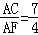 AC/AF = 7/4